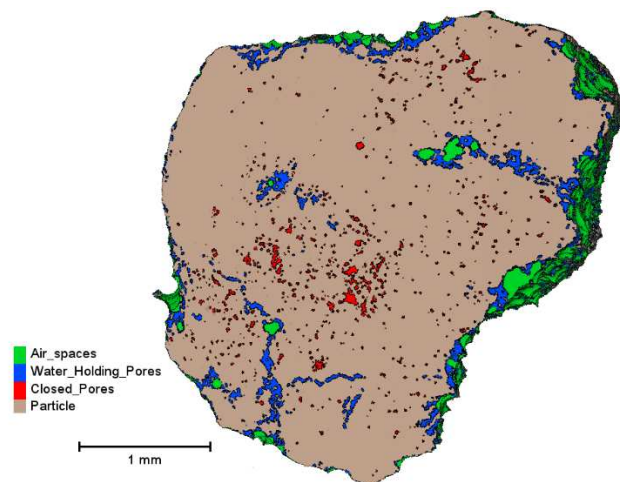 Air_spaces
Water_Holding_Pores
Closed_Pores
Particle
1 mm